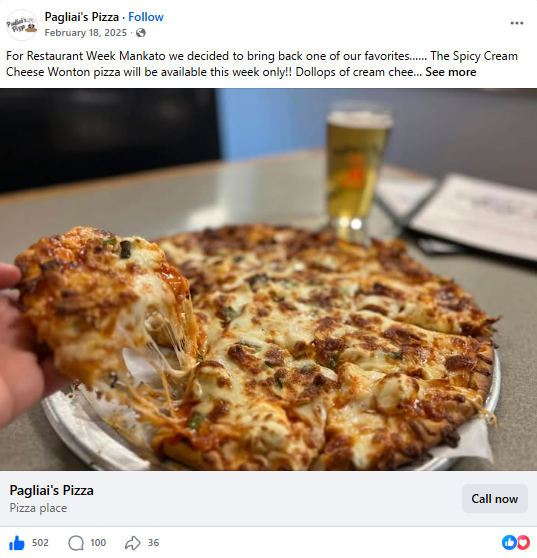 Pagliai's Pizza · Follow
February 18, 2025 ·
For Restaurant Week Mankato we decided to bring back one of our favorites...... The Spicy Cream
Cheese Wonton pizza will be available this week only!! Dollops of cream chee... See more
Pagliai's Pizza
Pizza place
Call now
502
100
36